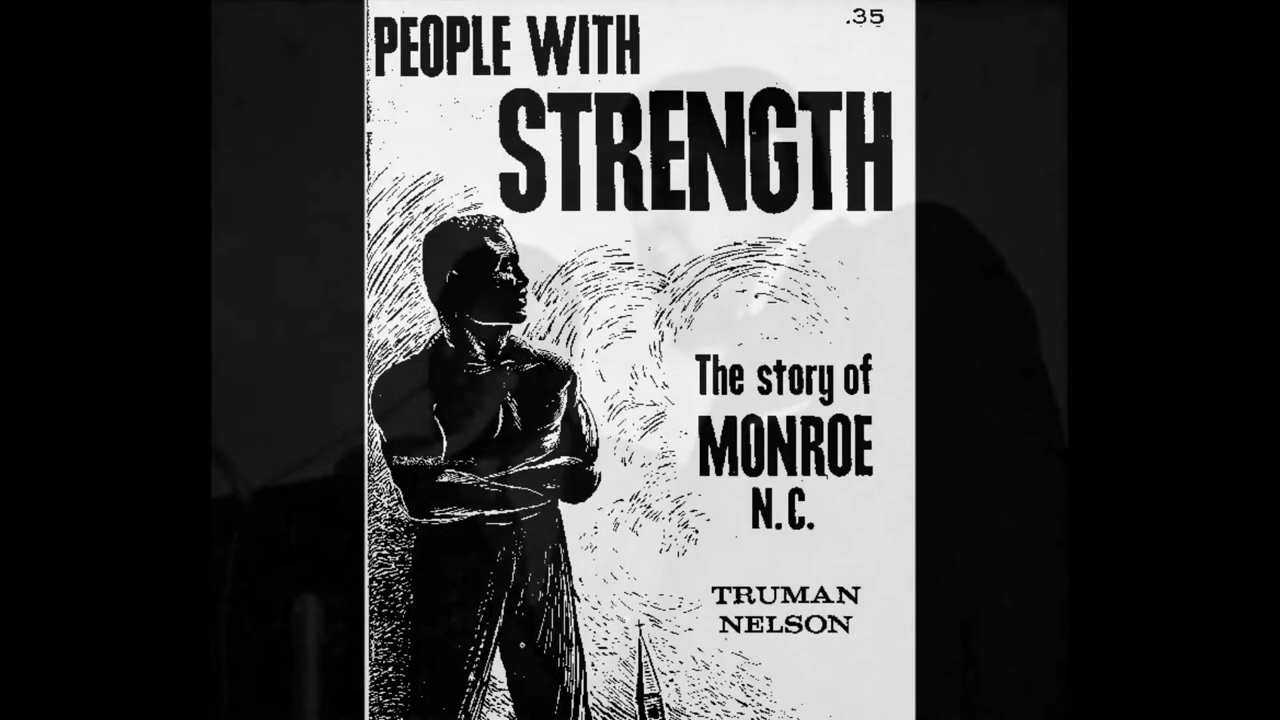 .35
PEOPLE WITH
STRENGTH
The story of
MONROE
N.C.
TRUMAN
NELSON